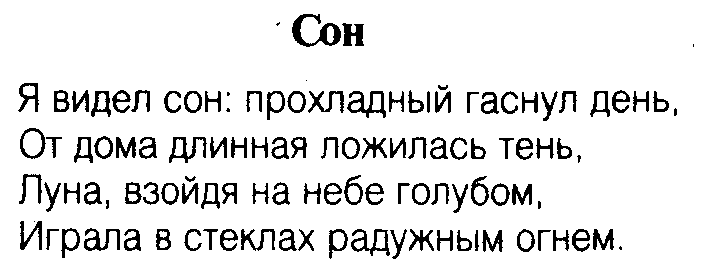 Сон
Я видел сон: прохладный гаснул день,
От дома длинная ложилась тень,
Луна, взойдя на небе голубом,
Играла в стеклах радужным огнем.